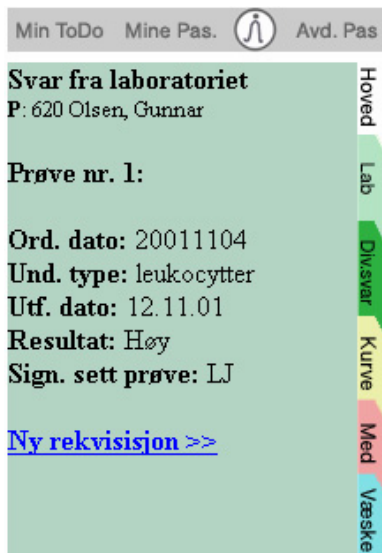 Min ToDo Mine Pas. Avd. Pas
Svar fra laboratoriet
P: 620 Olsen, Gunnar
Prøve nr. 1:
Ord. dato: 20011104
Und. type: leukocytter
Utf. dato: 12.11.01
Resultat: Høy
Sign. sett prøve: LJ
Ny rekvisisjon >>
Hoved
Lab
Div.svar
Kurve
Med
Væske